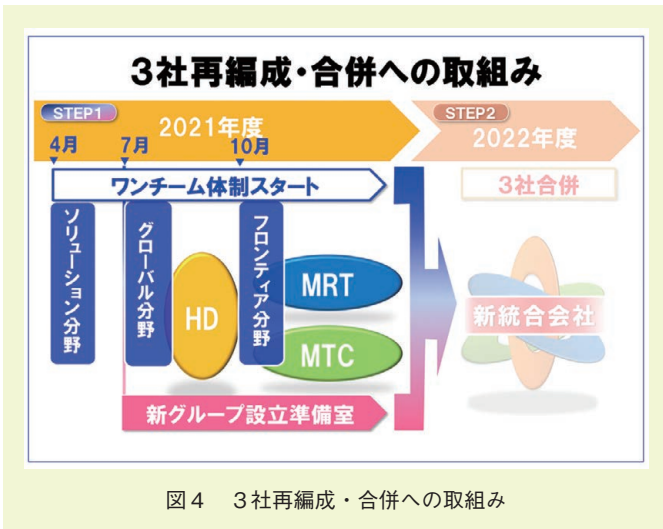 3社再編成・合併への取組み
STEP1
2021年度
STEP2
2022年度
4月
7月
10月
ワンチーム体制スタート
3社合併
ソリューション分野
グローバル分野
HD
フロンティア分野
MRT
MTC
新統合会社
新グループ設立準備室
図4　3社再編成・合併への取組み